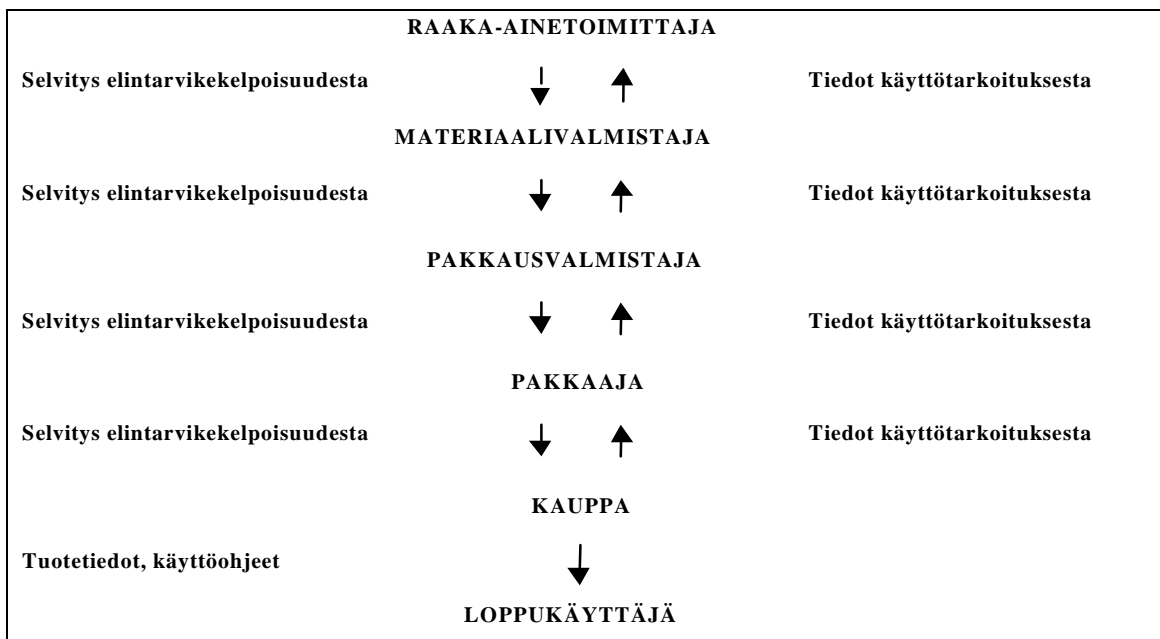 RAAKA-AINETOIMITTAJA
Selvitys elintarvikekelpoisuudesta Tiedot käyttötarkoituksesta
MATERIAALIVALMISTAJA
Selvitys elintarvikekelpoisuudesta Tiedot käyttötarkoituksesta
PAKKAUSVALMISTAJA
Selvitys elintarvikekelpoisuudesta Tiedot käyttötarkoituksesta
PAKKAAJA
Selvitys elintarvikekelpoisuudesta Tiedot käyttötarkoituksesta
KAUPPA
Tuotetiedot, käyttöohjeet
LOPPUKÄYTTÄJÄ